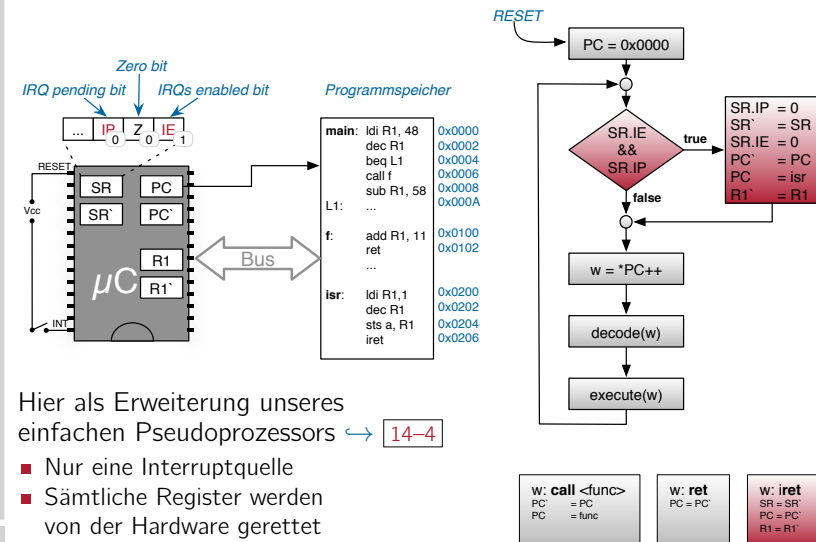 RESET
PC = 0x0000
Zero bit
IRQ pending bit
IRQs enabled bit
Programmspeicher
... IP Z IE
0 0 1
RESET
SR
PC
SR`
PC`
Vcc
R1
µC
R1`
INT
Bus
main: ldi R1, 48 0x0000
dec R1 0x0002
beq L1 0x0004
call f 0x0006
sub R1, 58 0x0008
L1: ... 0x000A
f: add R1, 11 0x0100
ret 0x0102
...
isr: ldi R1,1 0x0200
dec R1 0x0202
sts a, R1 0x0204
iret 0x0206
SR.IE
&&
SR.IP
true
false
SR.IP = 0
SR` = SR
SR.IE = 0
PC` = PC
PC = isr
R1` = R1
w = *PC++
decode(w)
execute(w)
Hier als Erweiterung unseres
einfachen Pseudoprozessors ↪ 14–4
■ Nur eine Interruptquelle
■ Sämtliche Register werden
von der Hardware gerettet
w: call <func>
PC` = PC
PC = func
w: ret
PC = PC`
w: iret
SR = SR`
PC = PC`
R1 = R1`